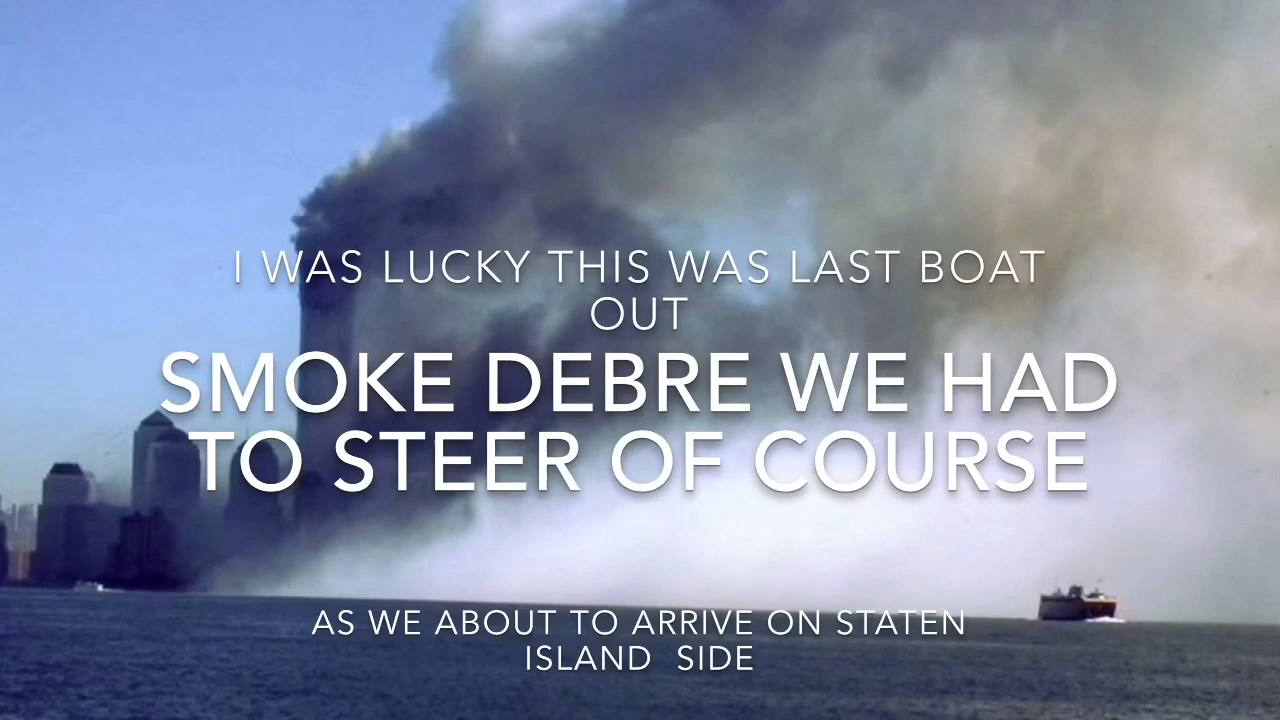 I WAS LUCKY THIS WAS LAST BOAT
OUT
SMOKE DEBRE WE HAD
TO STEER OF COURSE
AS WE ABOUT TO ARRIVE ON STATEN
ISLAND SIDE